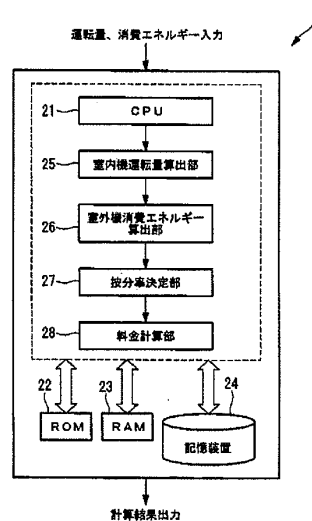 運転量、消費エネルギー入力
21
CPU
25
室内機運転量算出部
26
室外機消費エネルギー
算出部
27
按分率決定部
28
料金計算部
22
23
24
ROM
RAM
記憶装置
計算結果出力